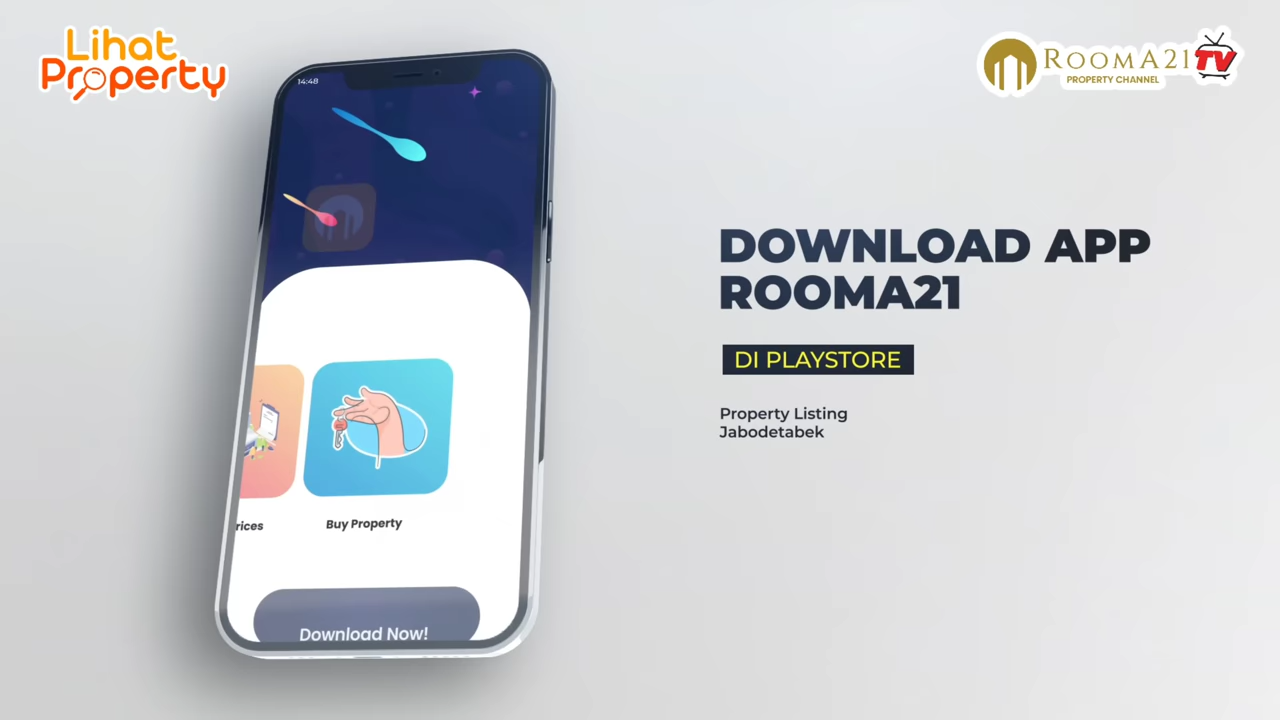 Lihat
Property
ROOMA21 TV
PROPERTY CHANNEL
14:48
DOWNLOAD APP
ROOMA21
DI PLAYSTORE
Property Listing
Jabodetabek
rices
Buy Property
Download Now!